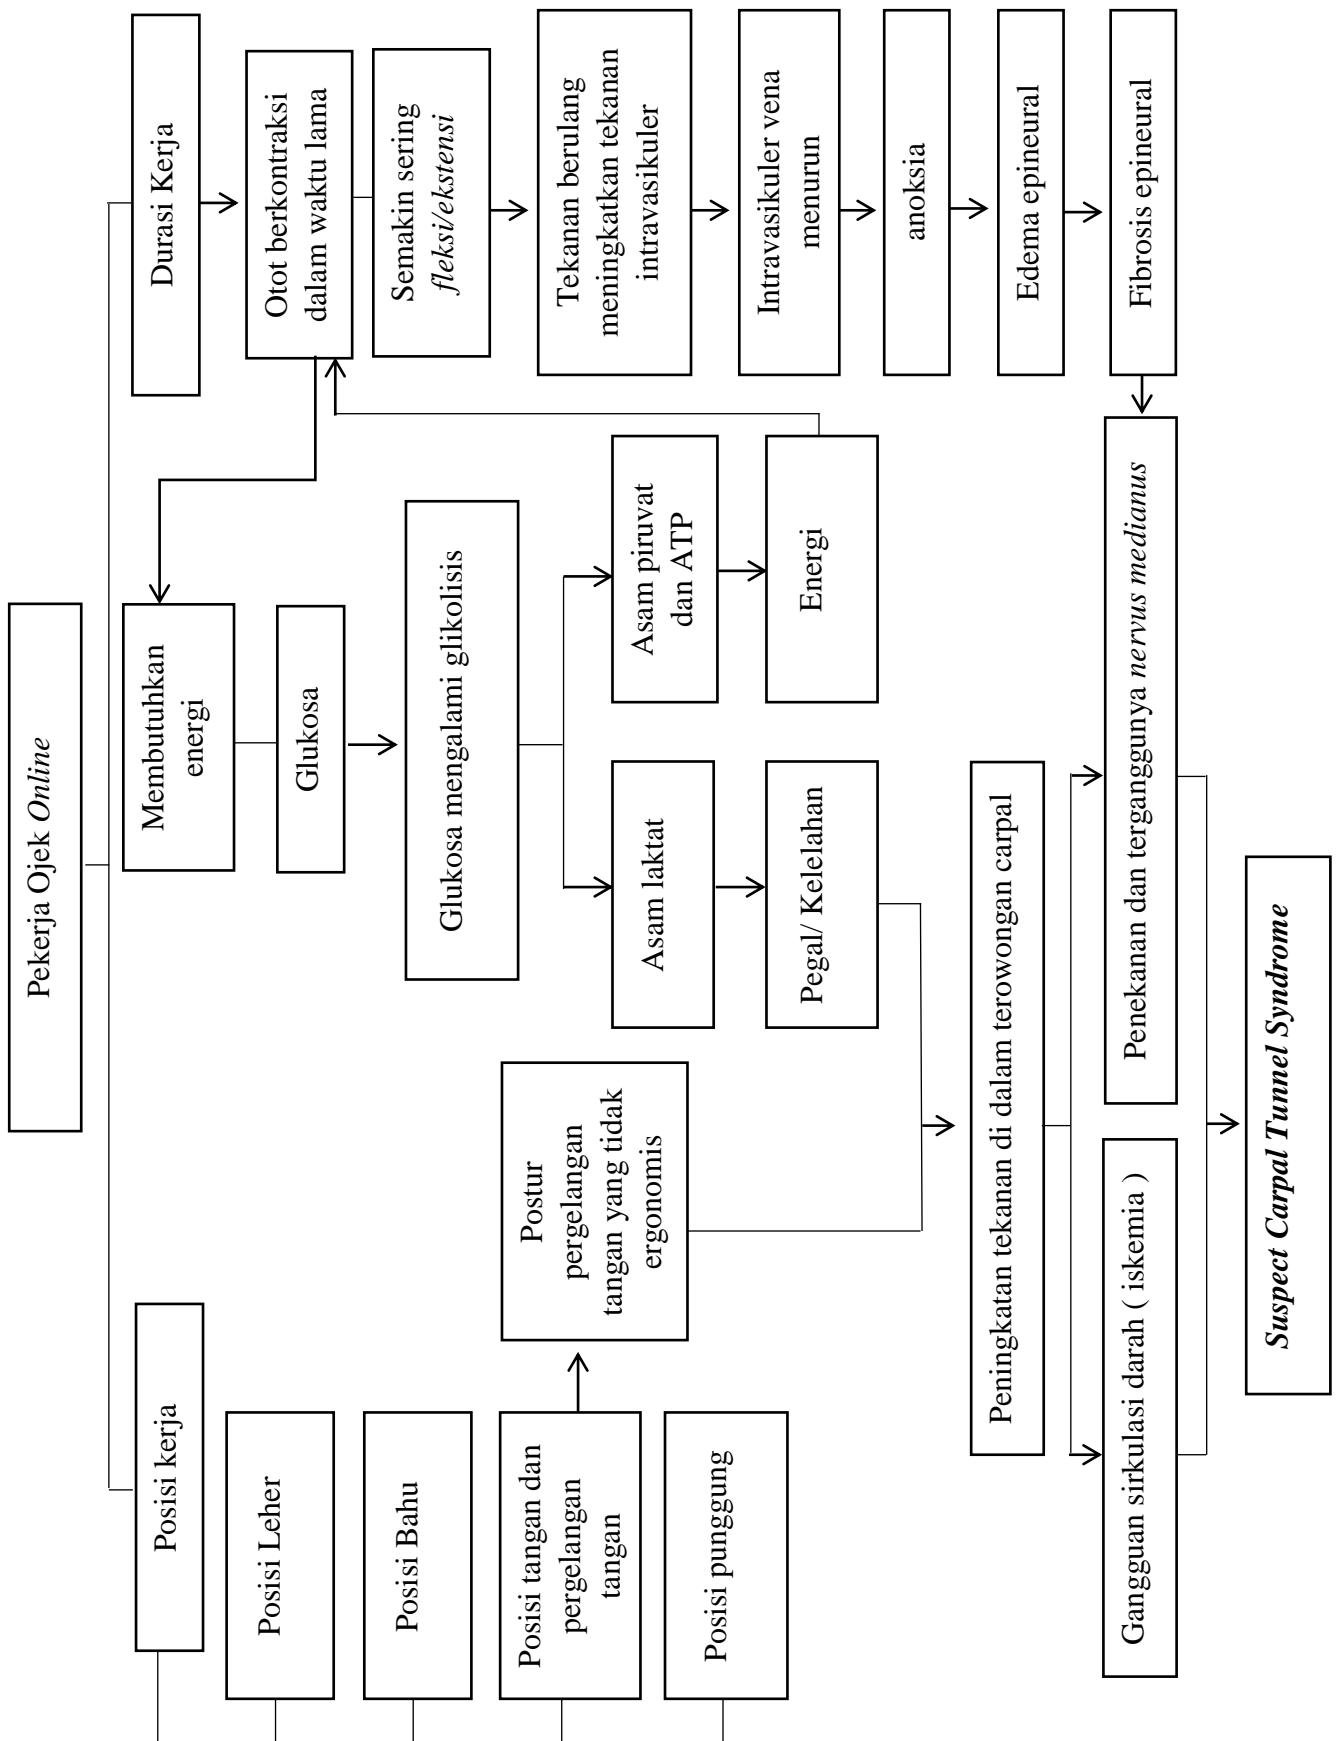 Pekerja Ojek Online
Posisi kerja
Durasi Kerja
Posisi Leher
Posisi Bahu
Posisi tangan dan
pergelangan
tangan
Posisi punggung
Postur
pergelangan
tangan yang tidak
ergonomis
Membutuhkan
energi
Glukosa
Glukosa mengalami glikolisis
Asam laktat
Pegal/ Kelelahan
Asam piruvat
dan ATP
Energi
Otot berkontraksi
dalam waktu lama
Semakin sering
fleksi/ekstensi
Tekanan berulang
meningkatkan tekanan
intravasikuler
Intravasikuler vena
menurun
anoksia
Edema epineural
Fibrosis epineural
Peningkatan tekanan di dalam terowongan carpal
Gangguan sirkulasi darah ( iskemia )
Penekanan dan terganggunya nervus medianus
Suspect Carpal Tunnel Syndrome